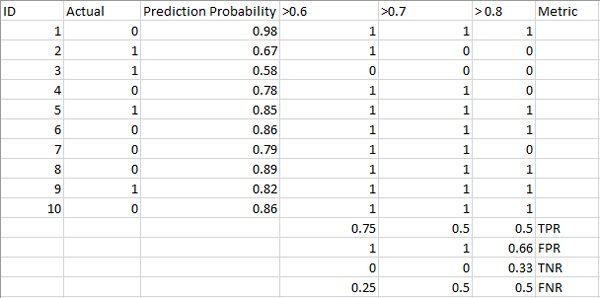 ID Actual Prediction Probability >0.6 >0.7 > 0.8 Metric
1 0 0.98 1 1 1
2 1 0.67 1 0 0
3 1 0.58 0 0 0
4 0 0.78 1 1 0
5 1 0.85 1 1 1
6 0 0.86 1 1 1
7 0 0.79 1 1 0
8 0 0.89 1 1 1
9 1 0.82 1 1 1
10 0 0.86 1 1 1
0.75 0.5 0.5 TPR
1 1 0.66 FPR
0 0 0.33 TNR
0.25 0.5 0.5 FNR